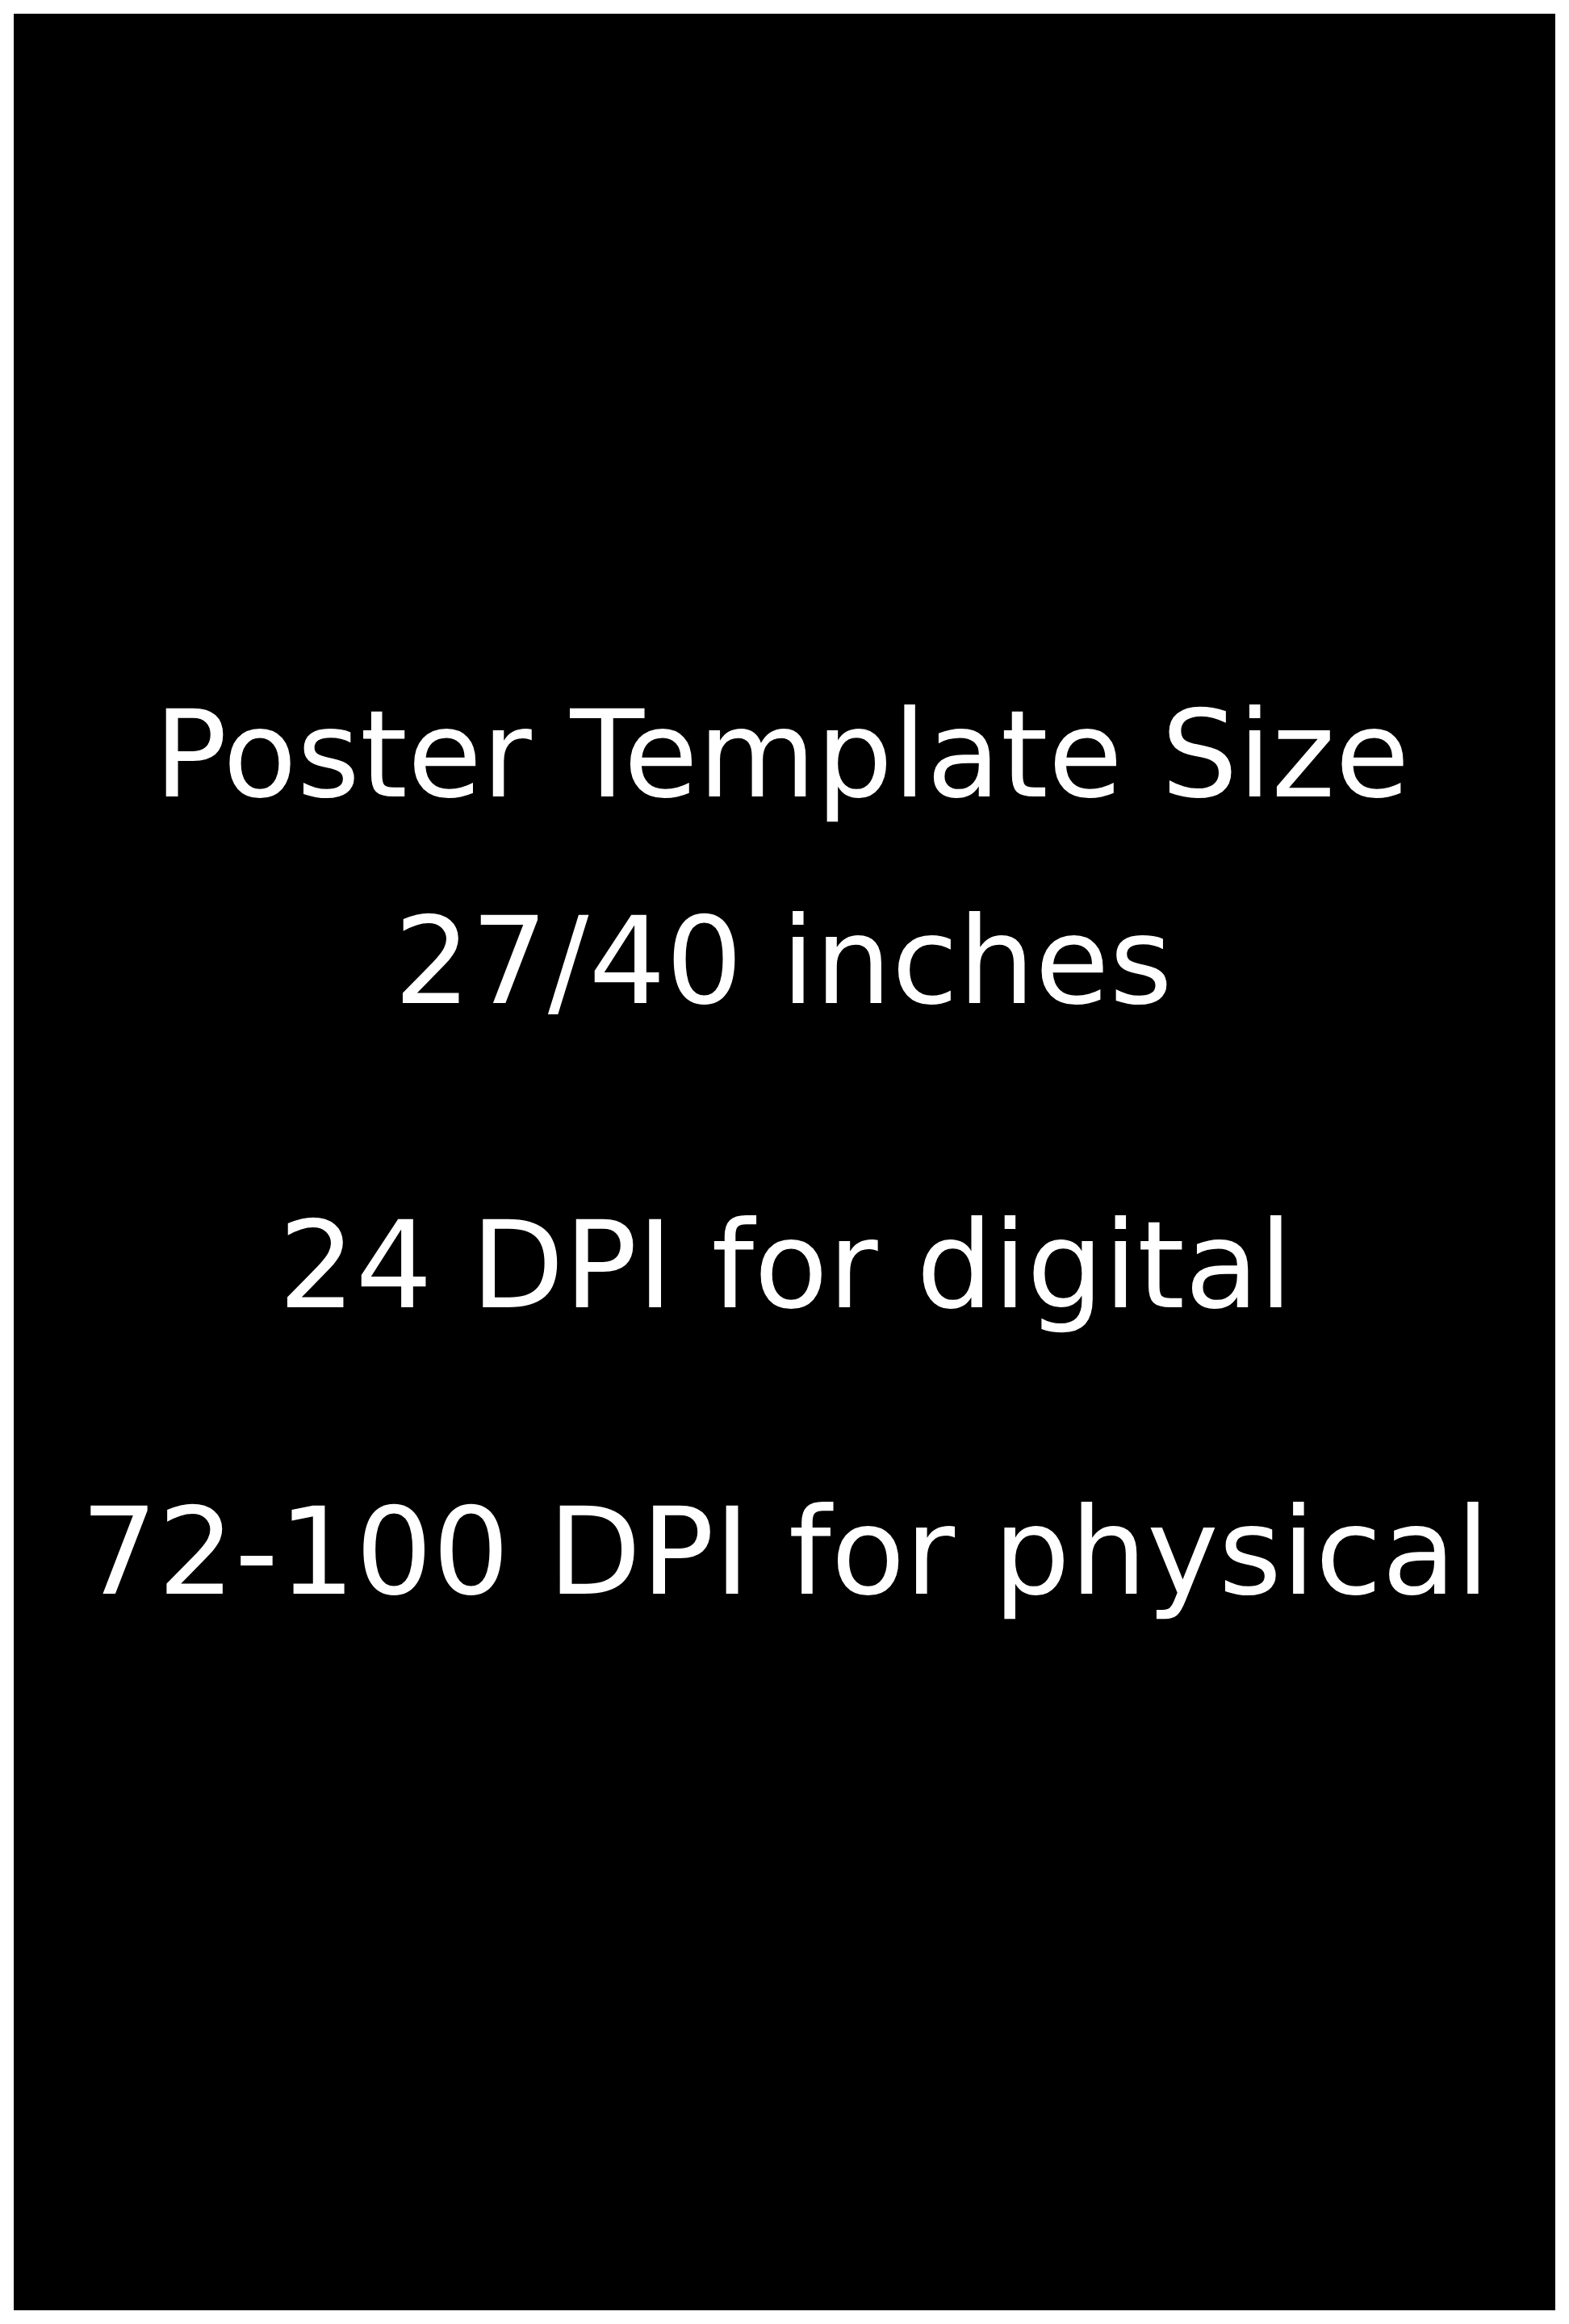 Poster Template Size
27/40 inches
24 DPI for digital
72-100 DPI for physical